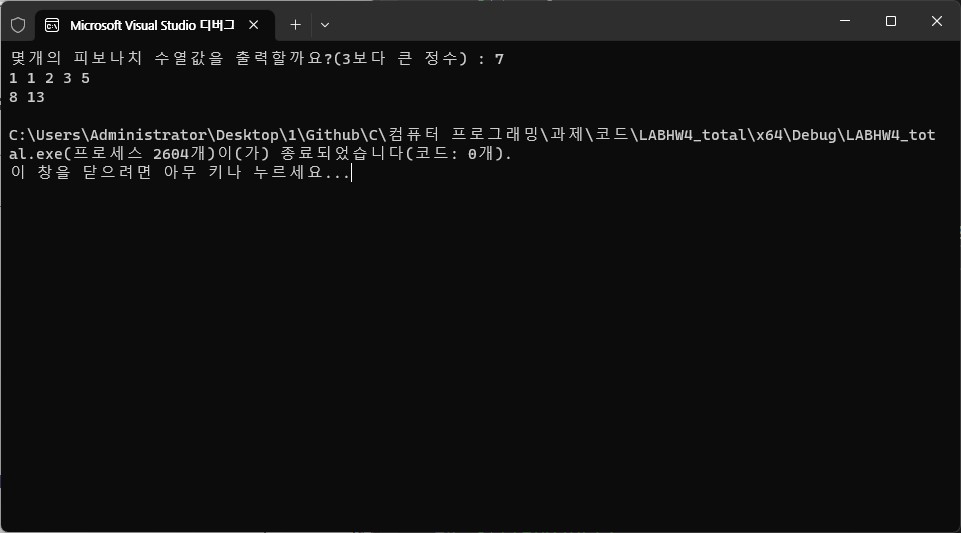 Microsoft Visual Studio 디버그
몇개의 피보나치 수열값을 출력할까요?(3보다 큰 정수) : 7
1 1 2 3 5
8 13
C:\Users\Administrator\Desktop\1\Github\C\컴퓨터 프로그래밍\과제\코드\LABHW4_total\x64\Debug\LABHW4_tot
al.exe(프로세스 2604개)이(가) 종료되었습니다(코드: 0개).
이 창을 닫으려면 아무 키나 누르세요...